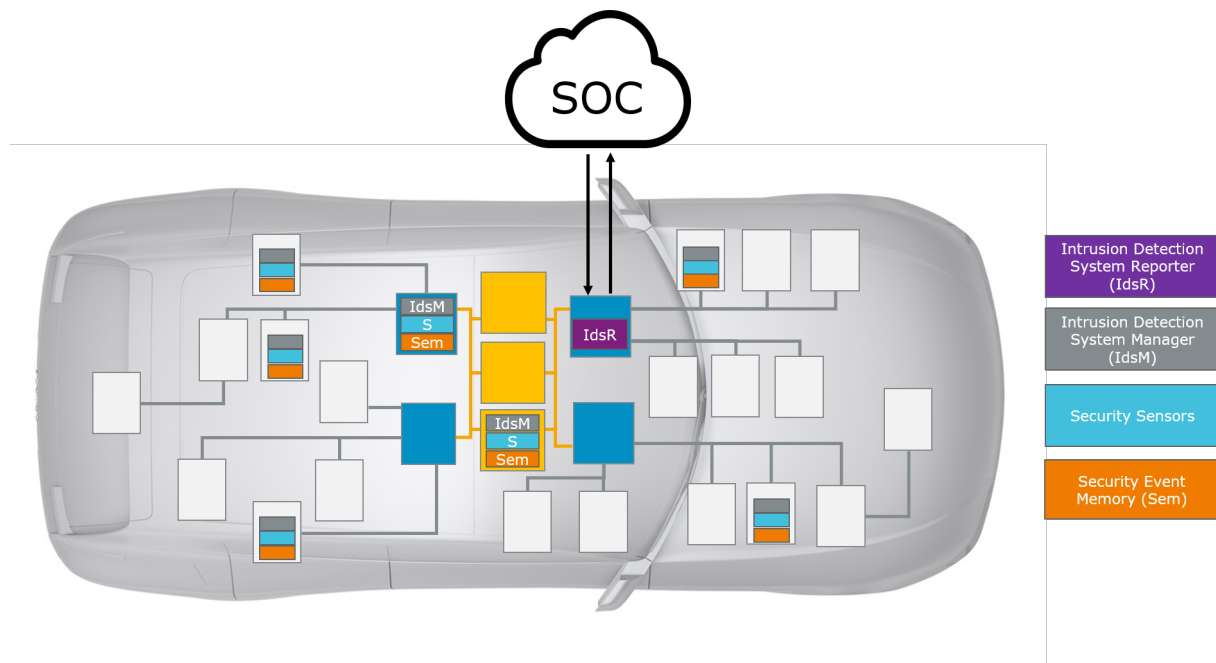 SOC
IdsM
S
Sem
IdsR
IdsM
S
Sem
Intrusion Detection
System Reporter
(IdsR)
Intrusion Detection
System Manager
(IdsM)
Security Sensors
Security Event
Memory (Sem)